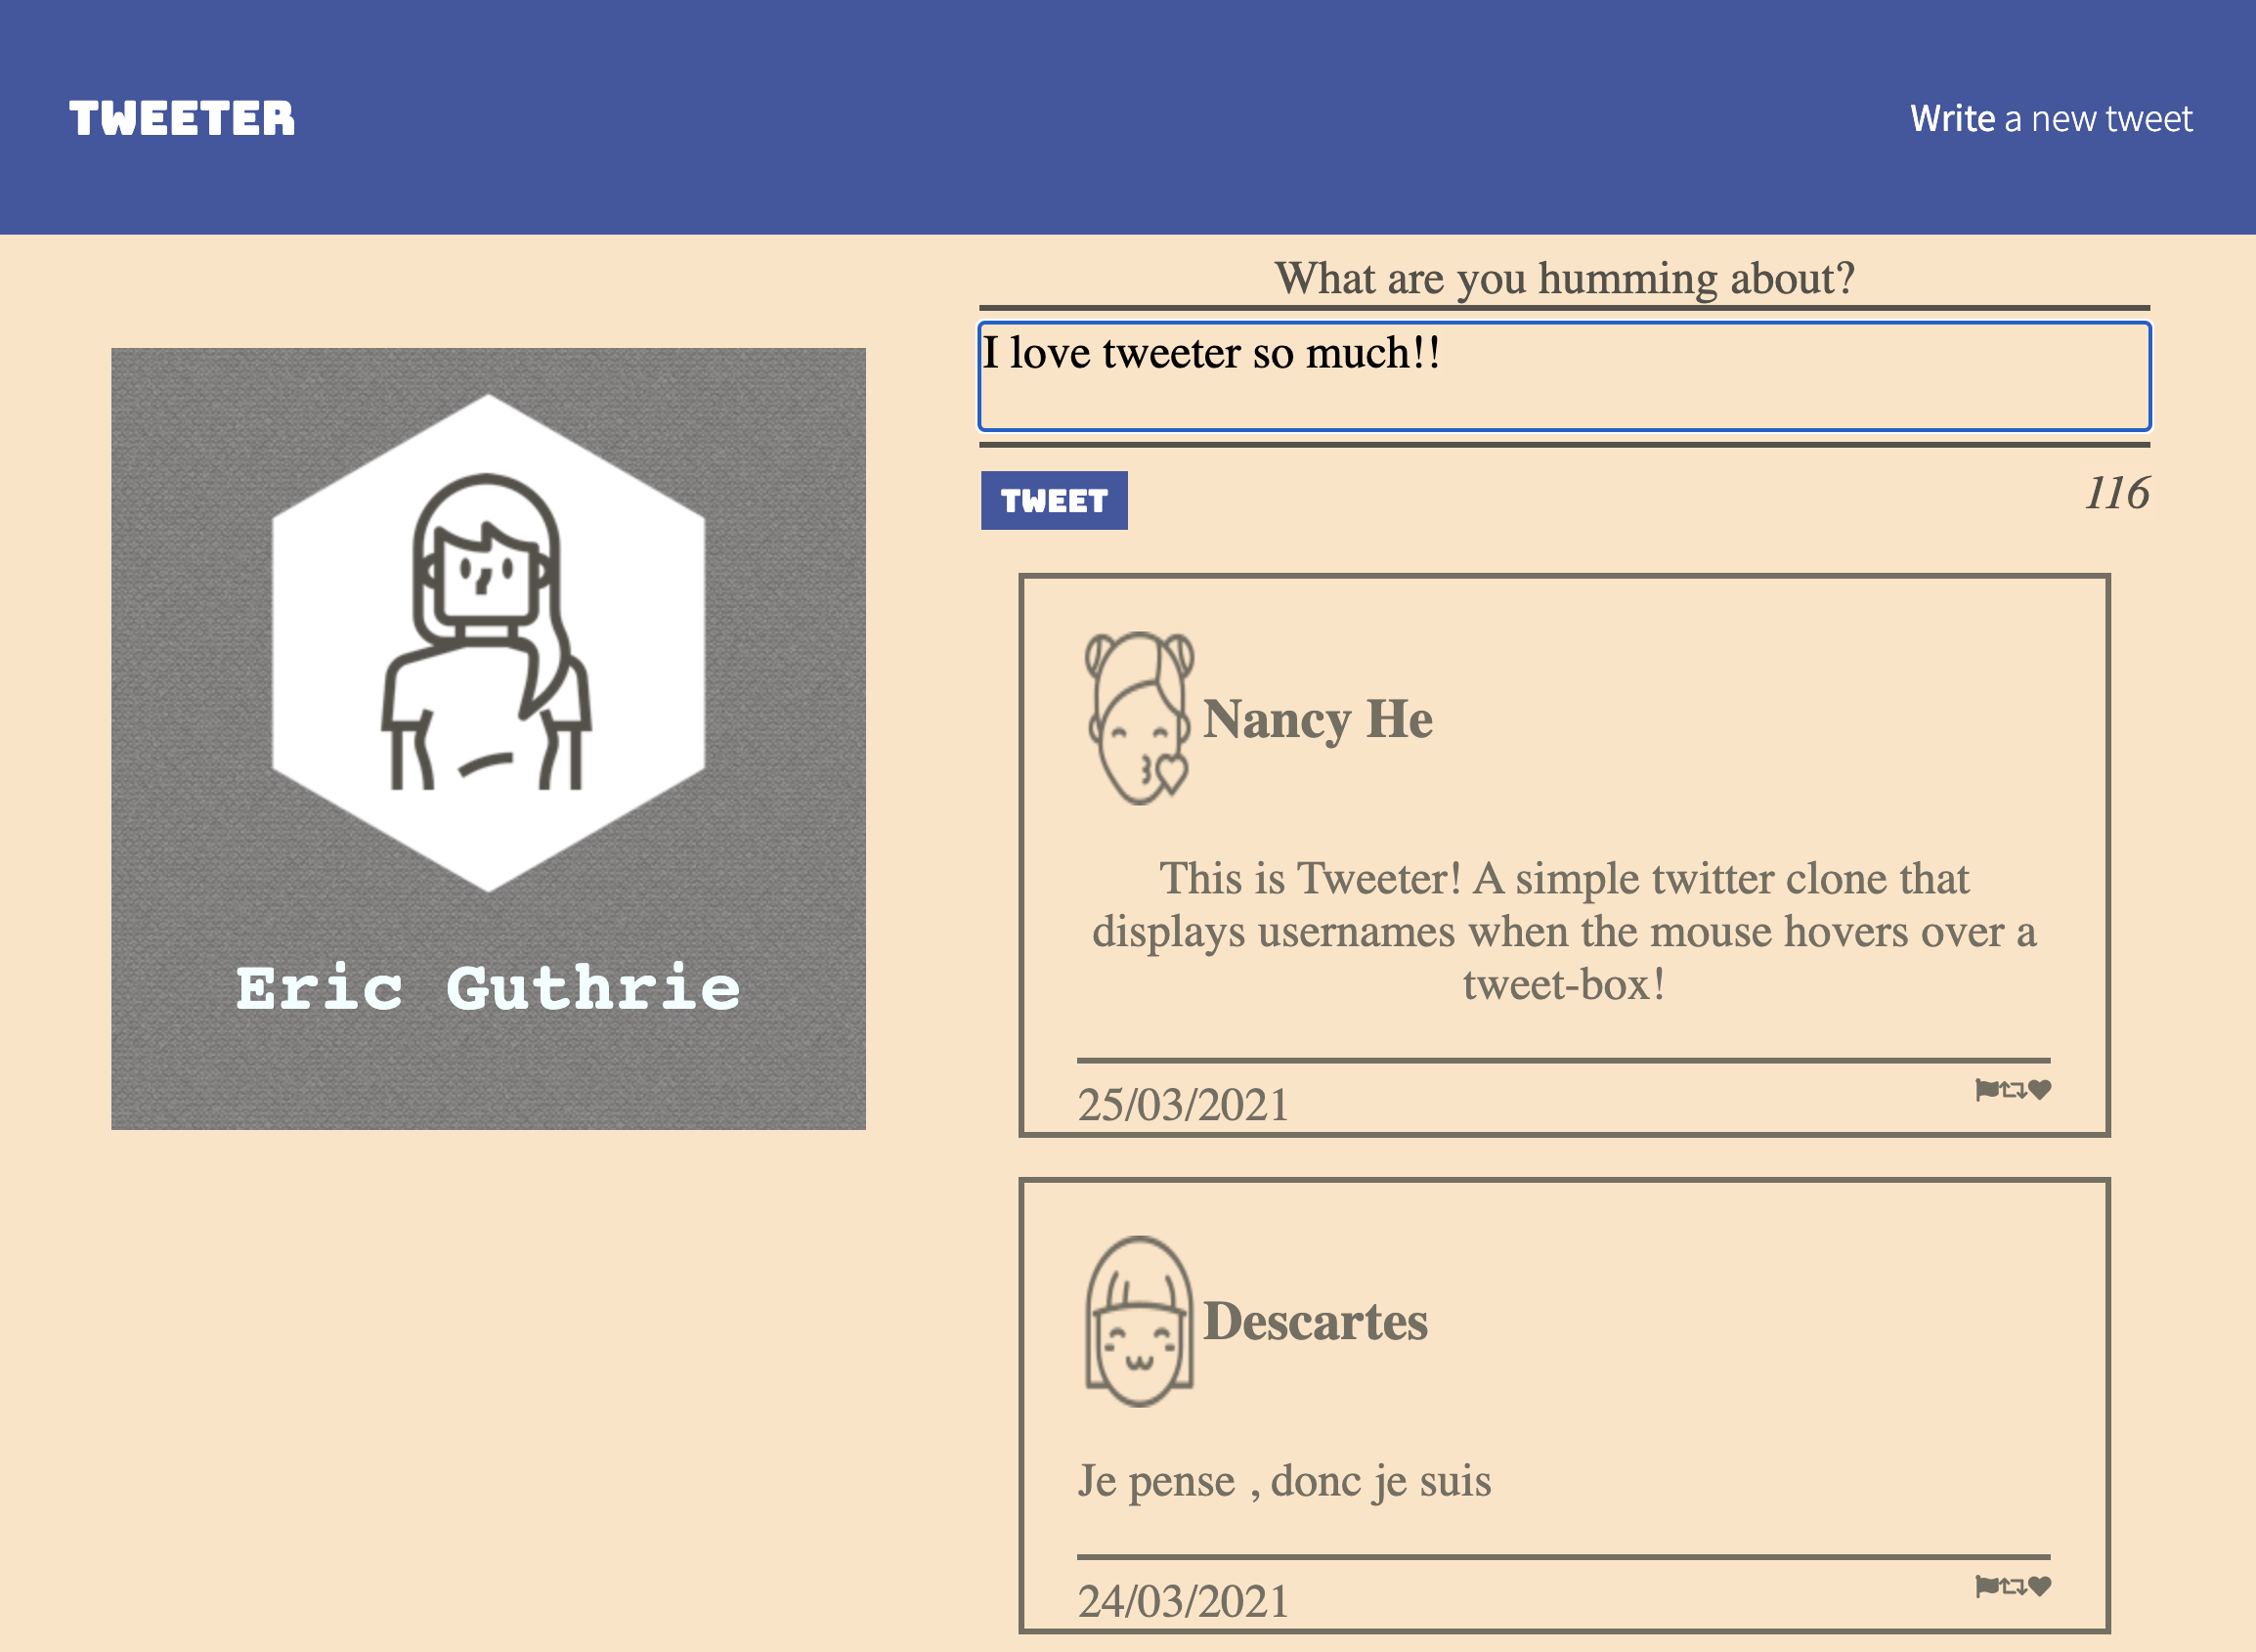 TWEETER
Write a new tweet
What are you humming about?
I love tweeter so much!!
TWEET
116
Eric Guthrie
Nancy He
This is Tweeter! A simple twitter clone that
displays usernames when the mouse hovers over a
tweet-box!
25/03/2021
Descartes
Je pense , donc je suis
24/03/2021